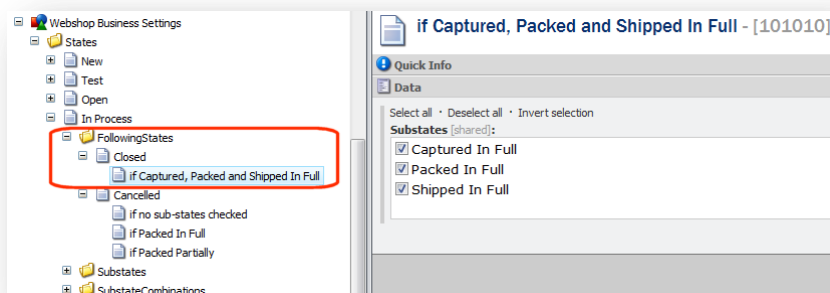 Webshop Business Settings
States
New
Test
Open
In Process
FollowingStates
Closed
if Captured, Packed and Shipped In Full
Cancelled
if no sub-states checked
if Packed In Full
if Packed Partially
Substates
SubstateCombinations
if Captured, Packed and Shipped In Full - [101010]
Quick Info
Data
Select all · Deselect all · Invert selection
Substates [shared]:
Captured In Full
Packed In Full
Shipped In Full